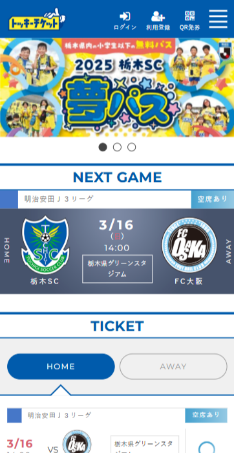 トッキーチケット
ログイン
利用登録
QR発券
栃木県内の小学生以下の無料パス
2025 栃木SC
夢パス
NEXT GAME
明治安田Ｊ３リーグ
空席あり
HOME
栃木SC
3/16
(日)
14:00
栃木県グリーンスタジアム
FC大阪
AWAY
TICKET
HOME
AWAY
明治安田Ｊ３リーグ
空席あり
3/16
VS
栃木県グリーンスタ